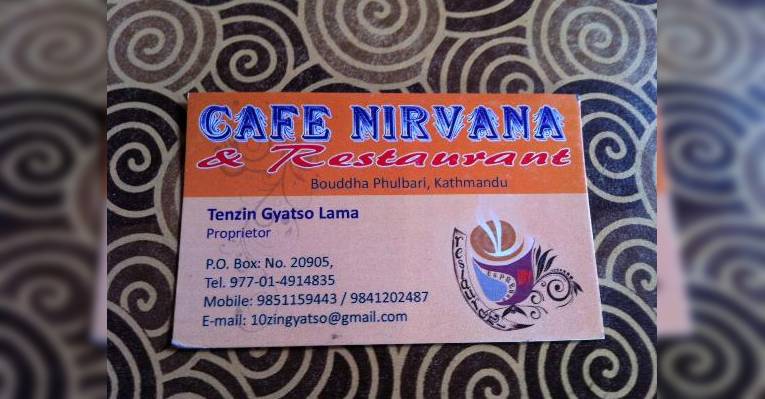 CAFE NIRVANA
& Restaurant
Bouddha Phulbari, Kathmandu
Tenzin Gyatso Lama
Proprietor
P.O. Box: No. 20905,
Tel. 977-01-4914835
Mobile: 9851159443 / 9841202487
E-mail: 10zingyatso@gmail.com